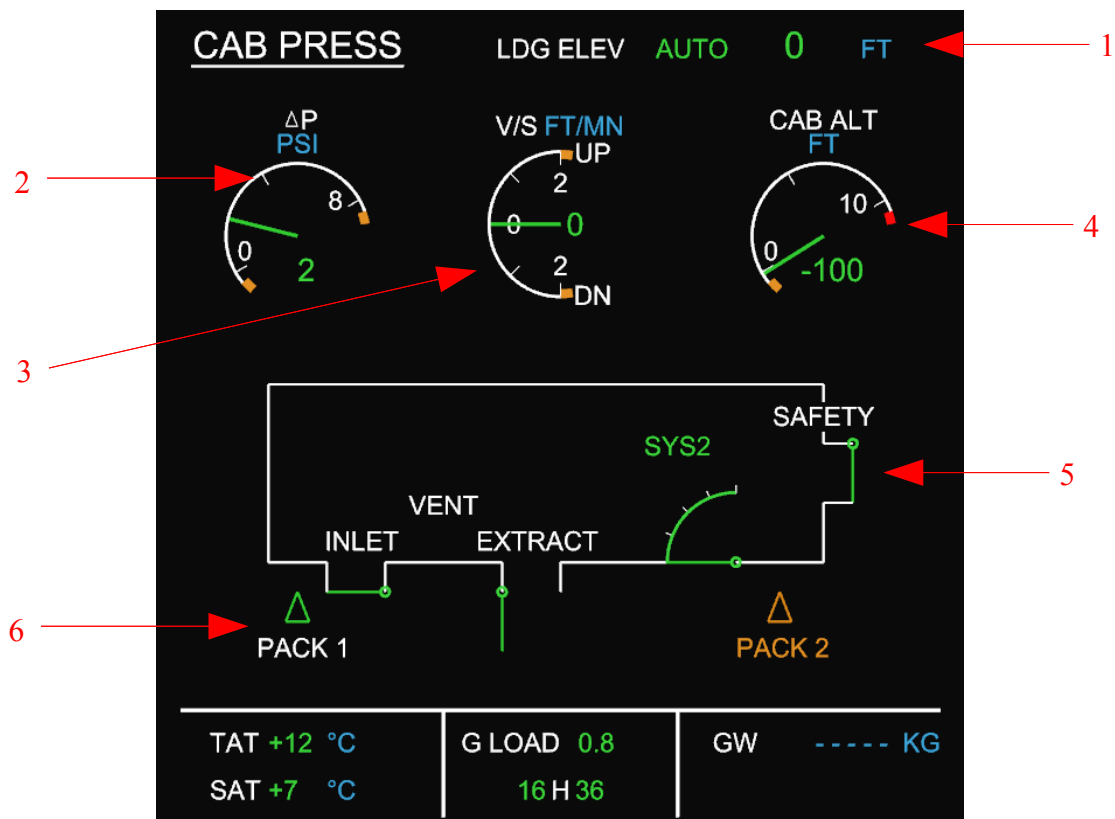 CAB PRESS LDG ELEV AUTO 0 FT 1
ΔP V/S FT/MN CAB ALT
PSI UP FT
2 8 2 10 4
0 0 0 0
2 2 -100
DN
3
SAFETY
SYS2
5
VENT
INLET EXTRACT
6 Δ Δ
PACK 1 PACK 2
TAT +12 °C G LOAD 0.8 GW - - - - - KG
SAT +7 °C 16 H 36